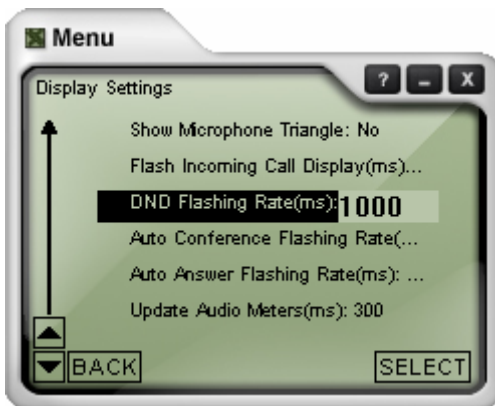 Menu
? - X
Display Settings
Show Microphone Triangle: No
Flash Incoming Call Display(ms)...
DND Flashing Rate(ms):1000
Auto Conference Flashing Rate(...
Auto Answer Flashing Rate(ms): ...
Update Audio Meters(ms): 300
BACK SELECT